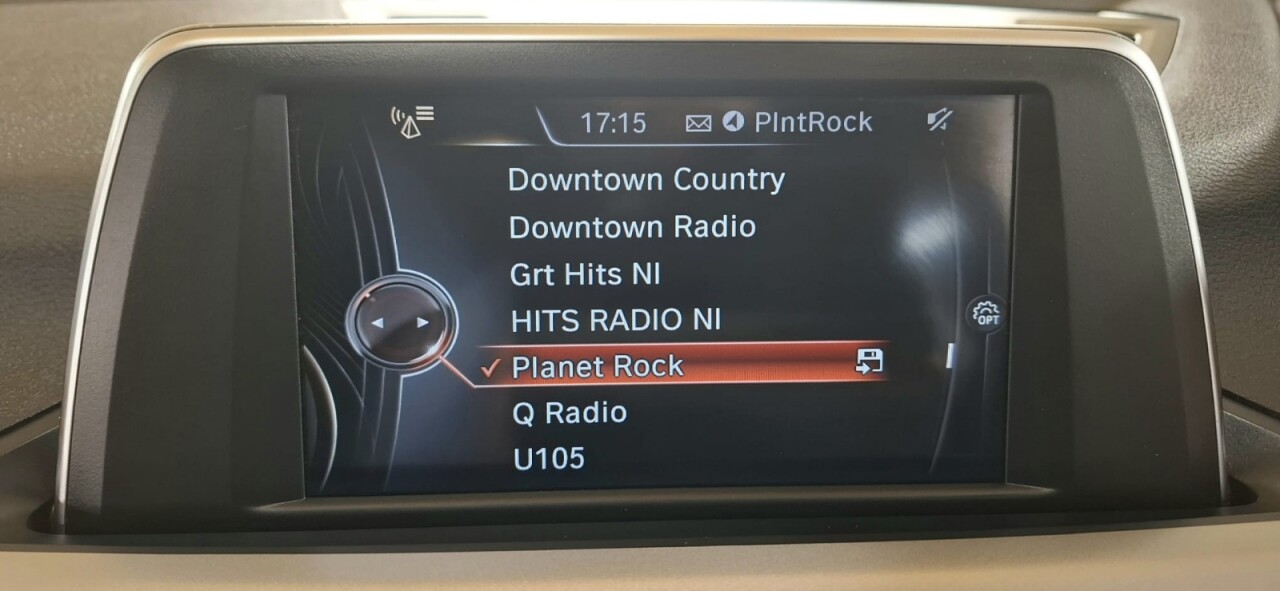 17:15 PlntRock
Downtown Country
Downtown Radio
Grt Hits NI
HITS RADIO NI
OPT
Planet Rock
Q Radio
U105